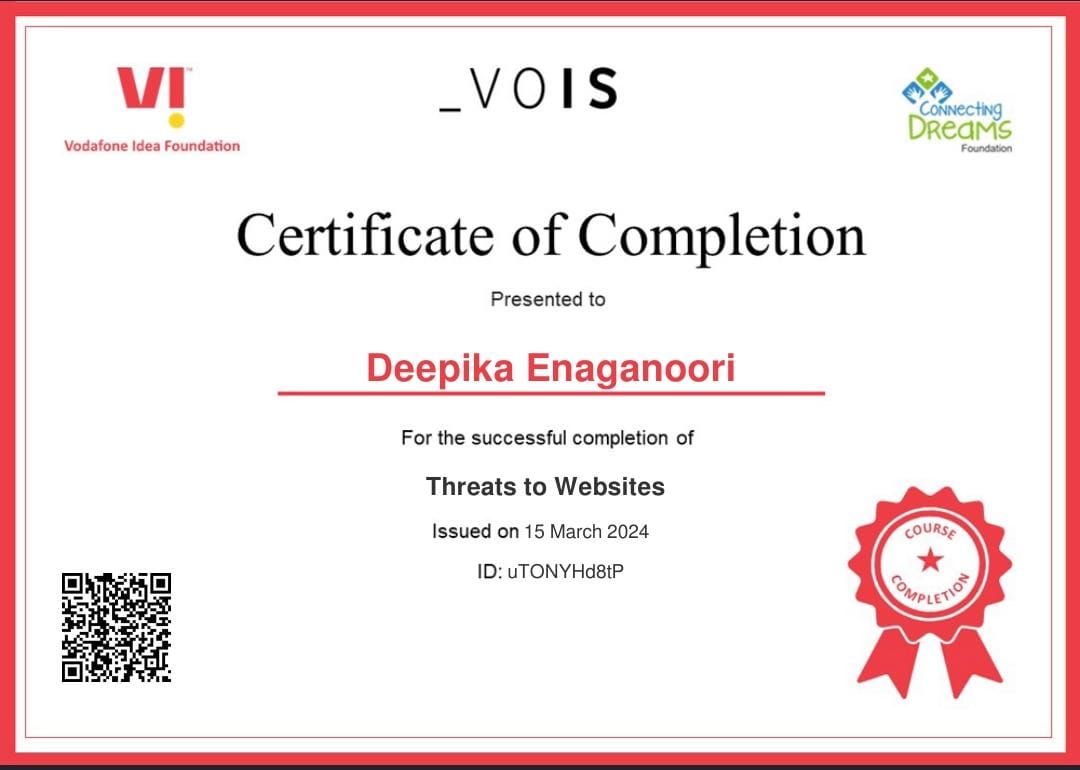 VI™
Vodafone Idea Foundation
_VOIS
Connecting
Dreams
Foundation
Certificate of Completion
Presented to
Deepika Enaganoori
For the successful completion of
Threats to Websites
Issued on 15 March 2024
ID: uTONYHd8tP
COURSE
COMPLETION